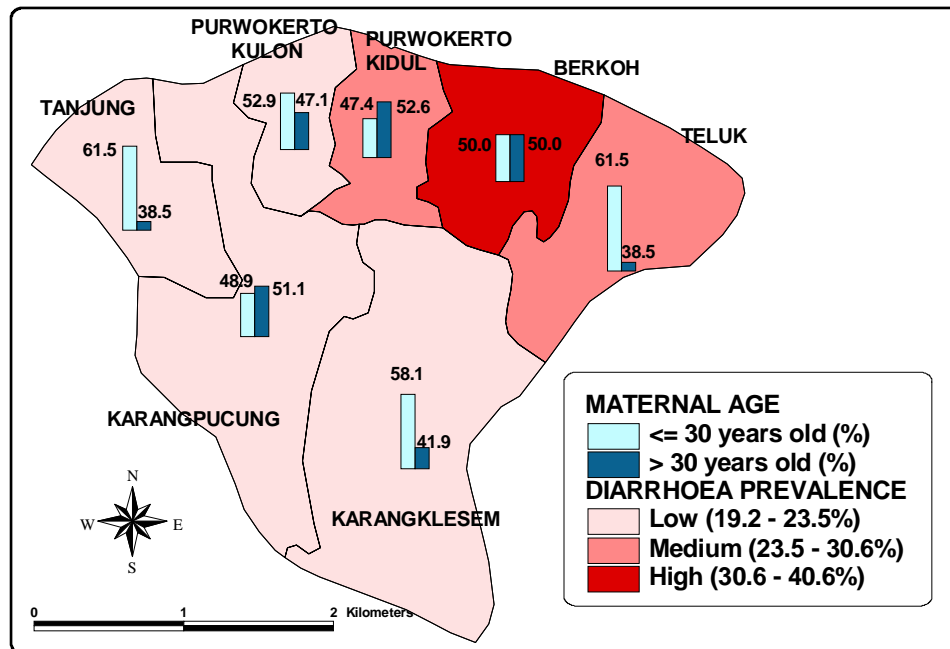 PURWOKERTO
KULON
PURWOKERTO
KIDUL
BERKOH
TANJUNG
TELUK
52.9
47.1
47.4
52.6
50.0
50.0
61.5
38.5
61.5
38.5
48.9
51.1
58.1
41.9
KARANGPUCUNG
KARANGKLESEM
MATERNAL AGE
<= 30 years old (%)
> 30 years old (%)
DIARRHOEA PREVALENCE
Low (19.2 - 23.5%)
Medium (23.5 - 30.6%)
High (30.6 - 40.6%)
N
W
E
S
0 1 2 Kilometers